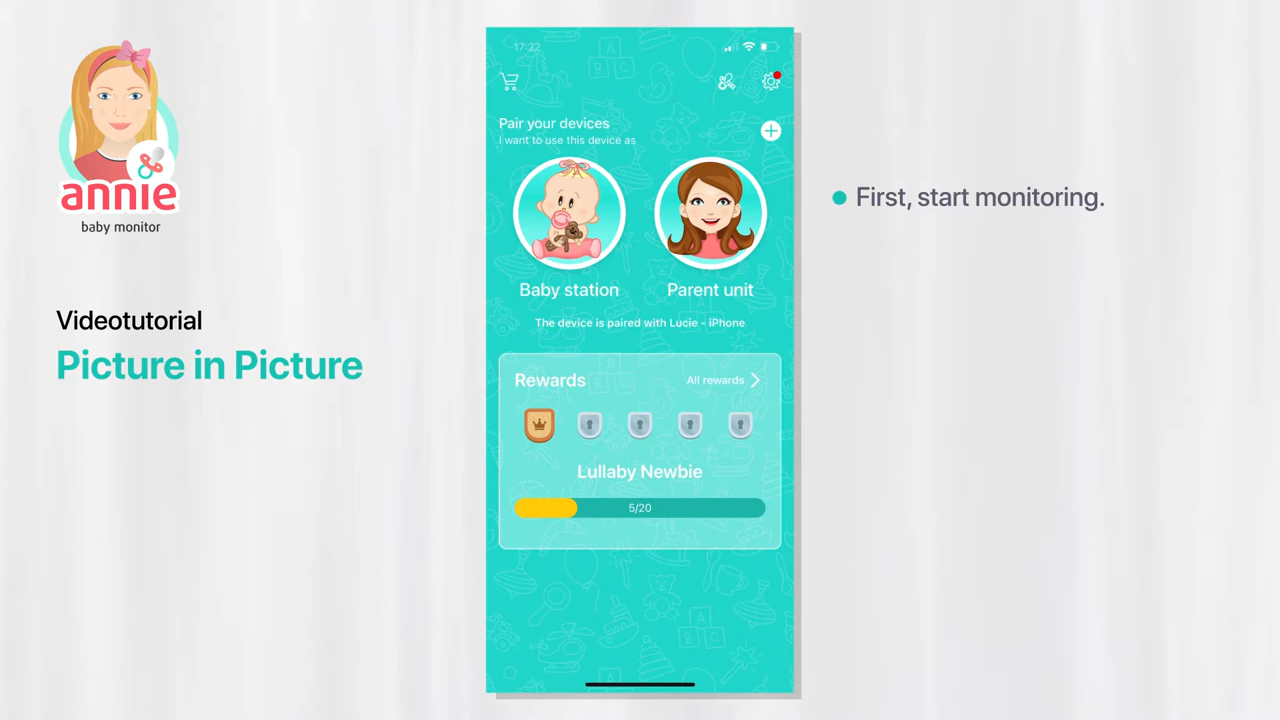 annie
baby monitor
Videotutorial
Picture in Picture
17:22
Pair your devices
I want to use this device as
Baby station
Parent unit
The device is paired with Lucie - iPhone
Rewards
All rewards
Lullaby Newbie
5/20
First, start monitoring.